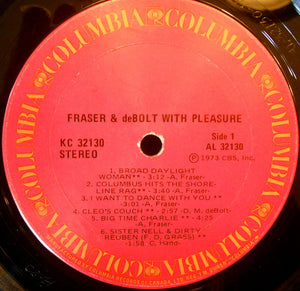 COLUMBIA COLUMBIA COLUMBIA COLUMBIA
FRASER & deBOLT WITH PLEASURE
KC 32130
STEREO
Side 1
AL 32130
℗ 1973 CBS, Inc.
1. BROAD DAYLIGHT
WOMAN** - 3:12 -A. Fraser-
2. COLUMBUS HITS THE SHORE-
LINE RAG** - 3:40 -A. Fraser-
3. I WANT TO DANCE WITH YOU**
- 3:01 -A. Fraser-
4. CLEO'S COUCH** - 2:57 -D. M. deBolt-
5. BIG TIME CHARLIE - 4:35
-A. Fraser-
6. SISTER NELL & DIRTY
REUBEN (F. D. GRASS) **
-1:58 -C. Hand-